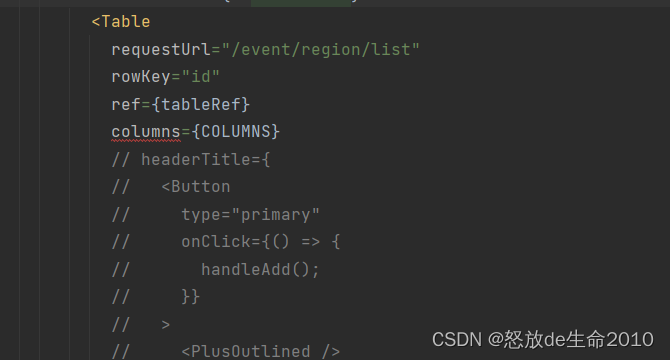 <Table
requestUrl="/event/region/list"
rowKey="id"
ref={tableRef}
columns={COLUMNS}
// headerTitle={
//   <Button
//     type="primary"
//     onClick={() => {
//       handleAdd();
//     }}
//   >
//     <PlusOutlined />
CSDN @怒放de生命2010